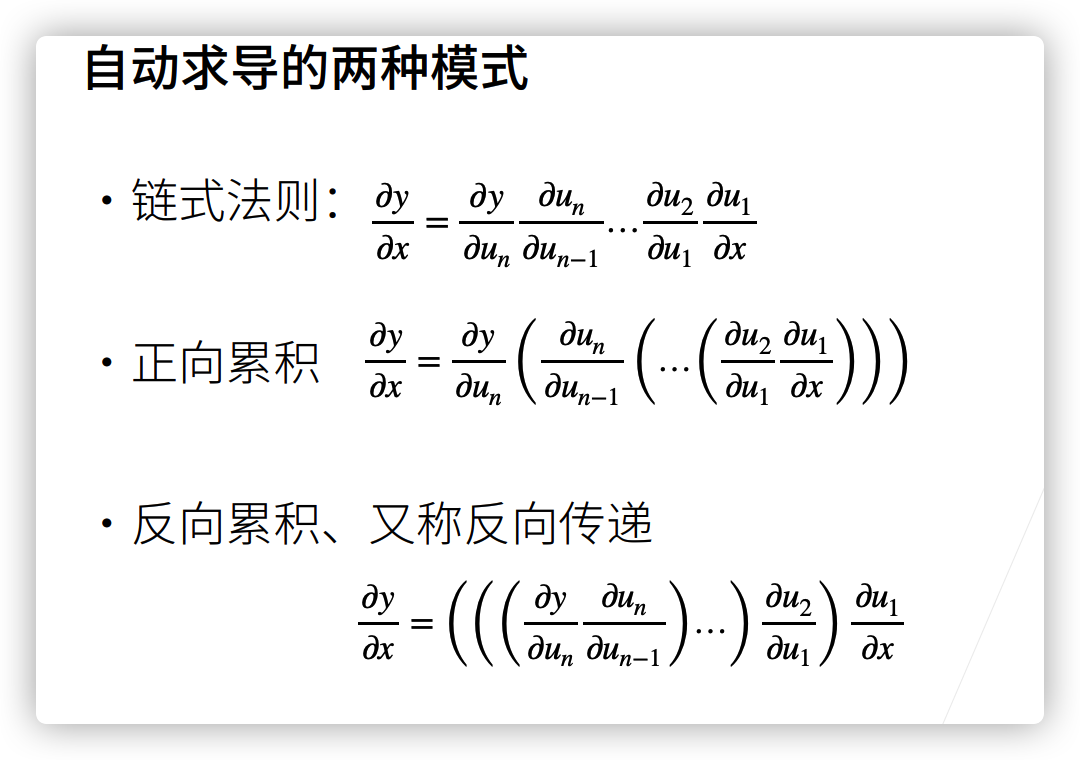 自动求导的两种模式
• 链式法则： $\frac{\partial y}{\partial x} = \frac{\partial y}{\partial u_n} \frac{\partial u_n}{\partial u_{n-1}} \ldots \frac{\partial u_2}{\partial u_1} \frac{\partial u_1}{\partial x}$
• 正向累积 $\frac{\partial y}{\partial x} = \frac{\partial y}{\partial u_n} \left( \frac{\partial u_n}{\partial u_{n-1}} \left( \ldots \left( \frac{\partial u_2}{\partial u_1} \frac{\partial u_1}{\partial x} \right) \right) \right)$
• 反向累积、又称反向传递
$\frac{\partial y}{\partial x} = \left( \left( \left( \frac{\partial y}{\partial u_n} \frac{\partial u_n}{\partial u_{n-1}} \right) \ldots \right) \frac{\partial u_2}{\partial u_1} \right) \frac{\partial u_1}{\partial x}$